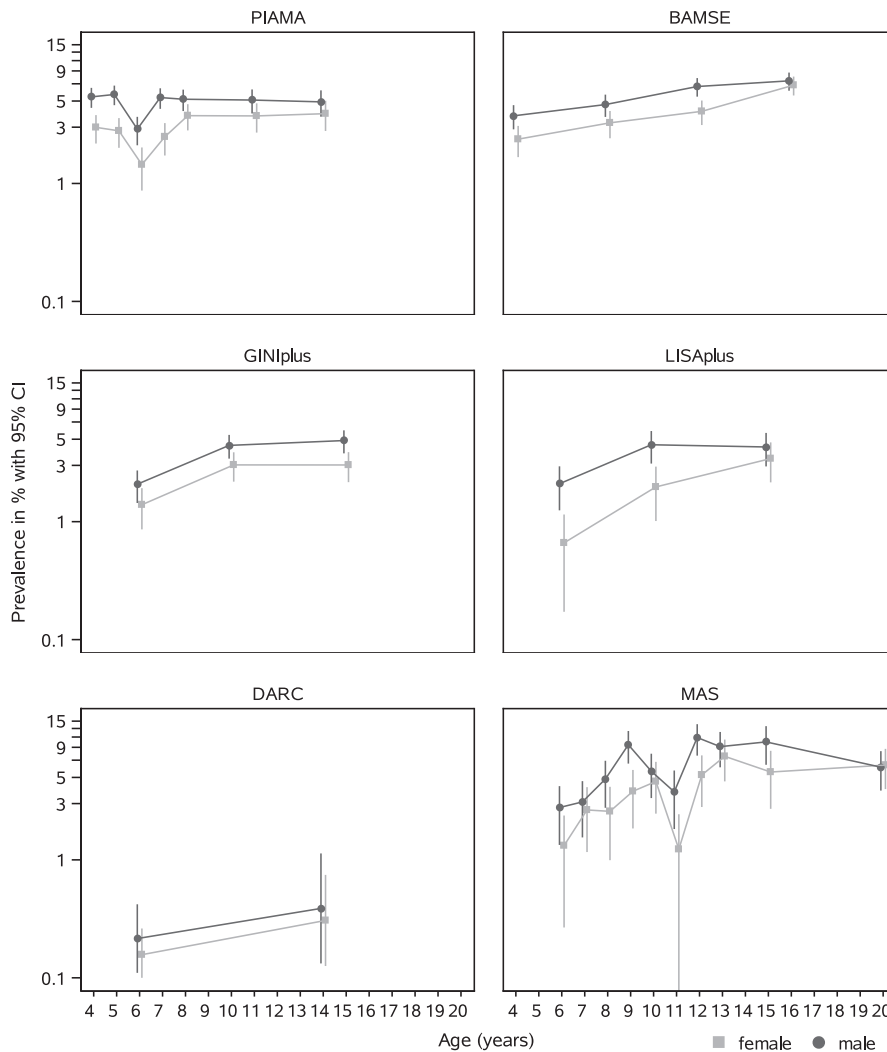 PIAMA
BAMSE
15
9
5
3
1
0.1
GINIplus
LISAplus
15
9
5
3
1
0.1
Prevalence in % with 95% CI
DARC
MAS
15
9
5
3
1
0.1
4 5 6 7 8 9 10 11 12 13 14 15 16 17 18 19 20
4 5 6 7 8 9 10 11 12 13 14 15 16 17 18 19 20
Age (years)
female male